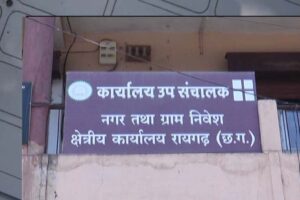 कार्यालय उप संचालक
नगर तथा ग्राम निवेश
क्षेत्रीय कार्यालय रायगढ़ (छ.ग.)